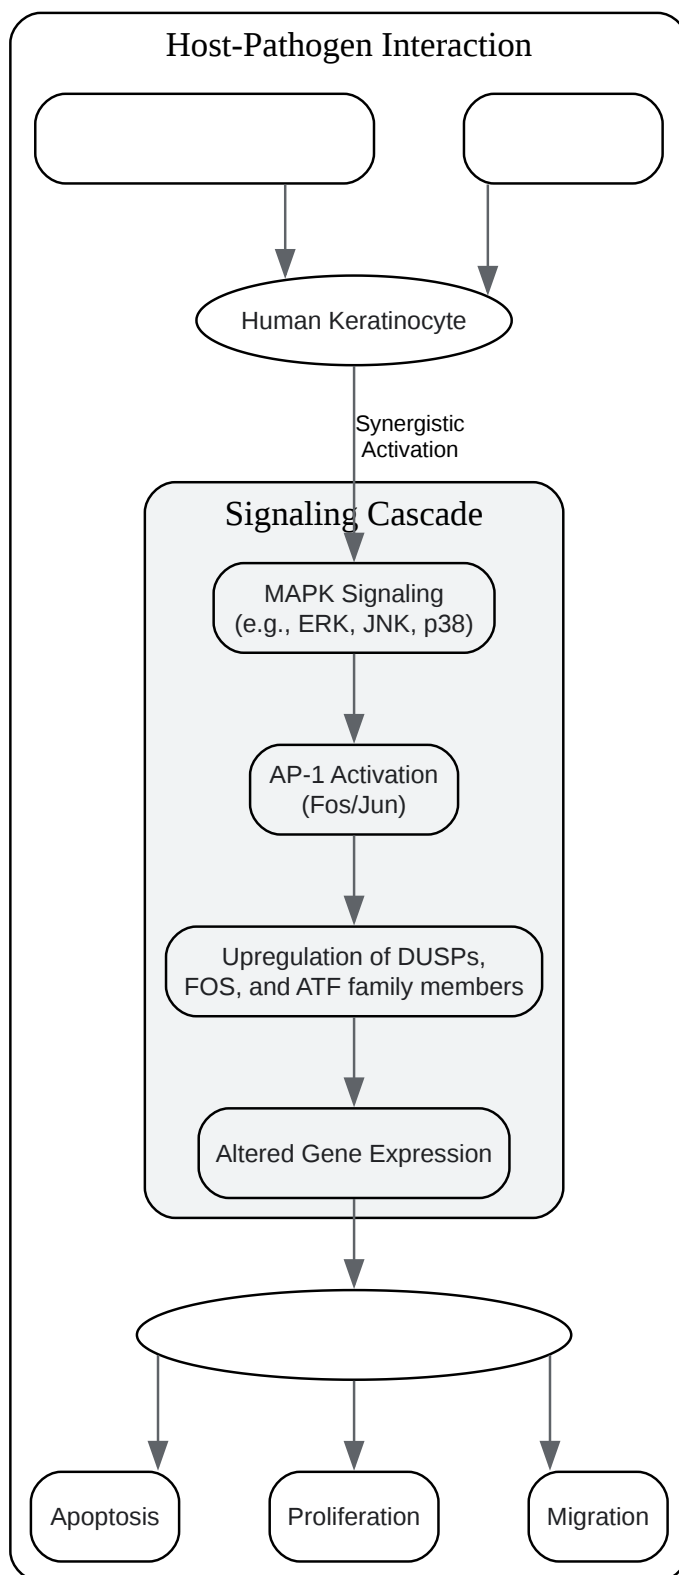 Host-Pathogen Interaction
Human Keratinocyte
Synergistic
Activation
Signaling Cascade
MAPK Signaling
(e.g., ERK, JNK, p38)
AP-1 Activation
(Fos/Jun)
Upregulation of DUSPs,
FOS, and ATF family members
Altered Gene Expression
Apoptosis
Proliferation
Migration